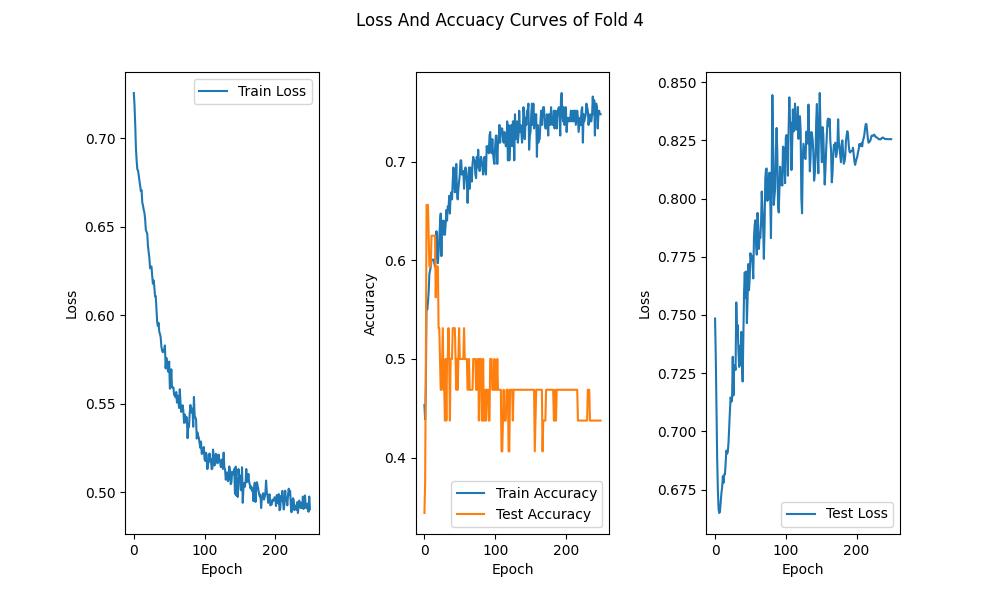 Loss And Accuacy Curves of Fold 4
Train Loss
0.70
0.65
0.60
0.55
0.50
Loss
0 100 200
Epoch
0.7
0.6
0.5
0.4
Accuracy
Train Accuracy
Test Accuracy
0 100 200
Epoch
0.850
0.825
0.800
0.775
0.750
0.725
0.700
0.675
Loss
Test Loss
0 100 200
Epoch